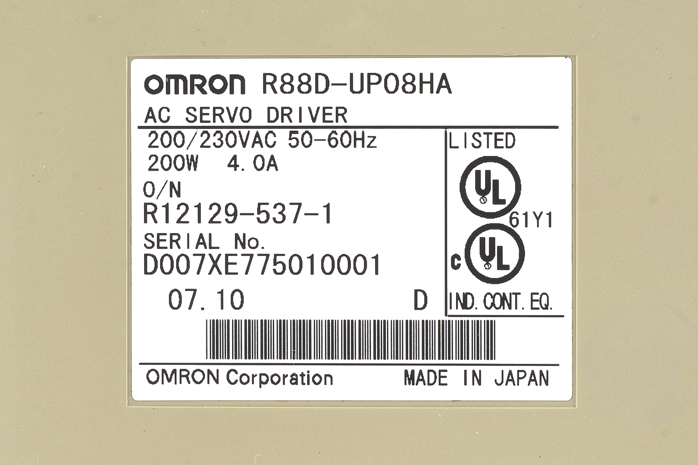 OMRON R88D-UP08HA
AC SERVO DRIVER
200/230VAC 50-60Hz
200W 4.0A
O/N
R12129-537-1
SERIAL No.
D007XE775010001
07.10 D
LISTED
UL
61Y1
c UL
IND. CONT. EQ.
OMRON Corporation MADE IN JAPAN